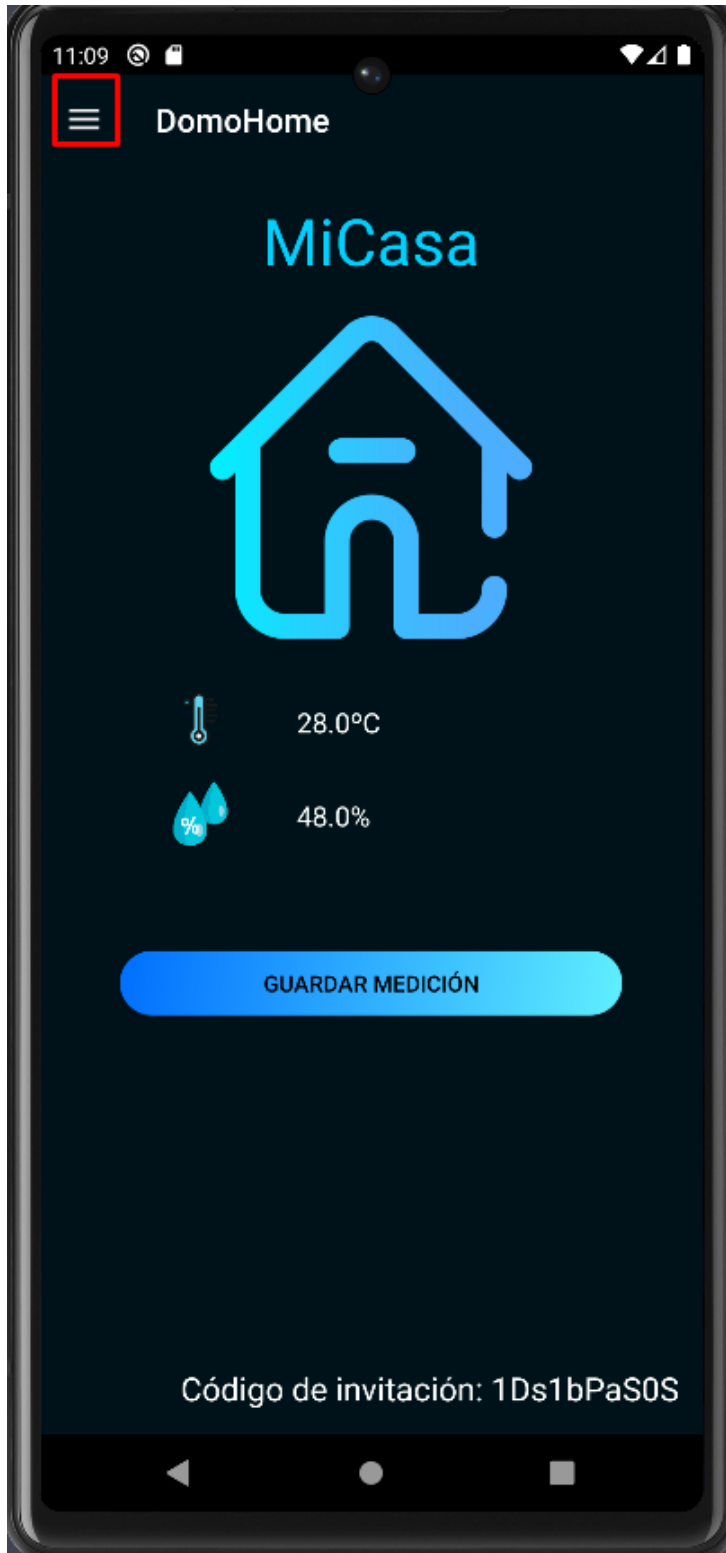 11:09
DomoHome
MiCasa
28.0ºC
%
48.0%
GUARDAR MEDICIÓN
Código de invitación: 1Ds1bPaS0S